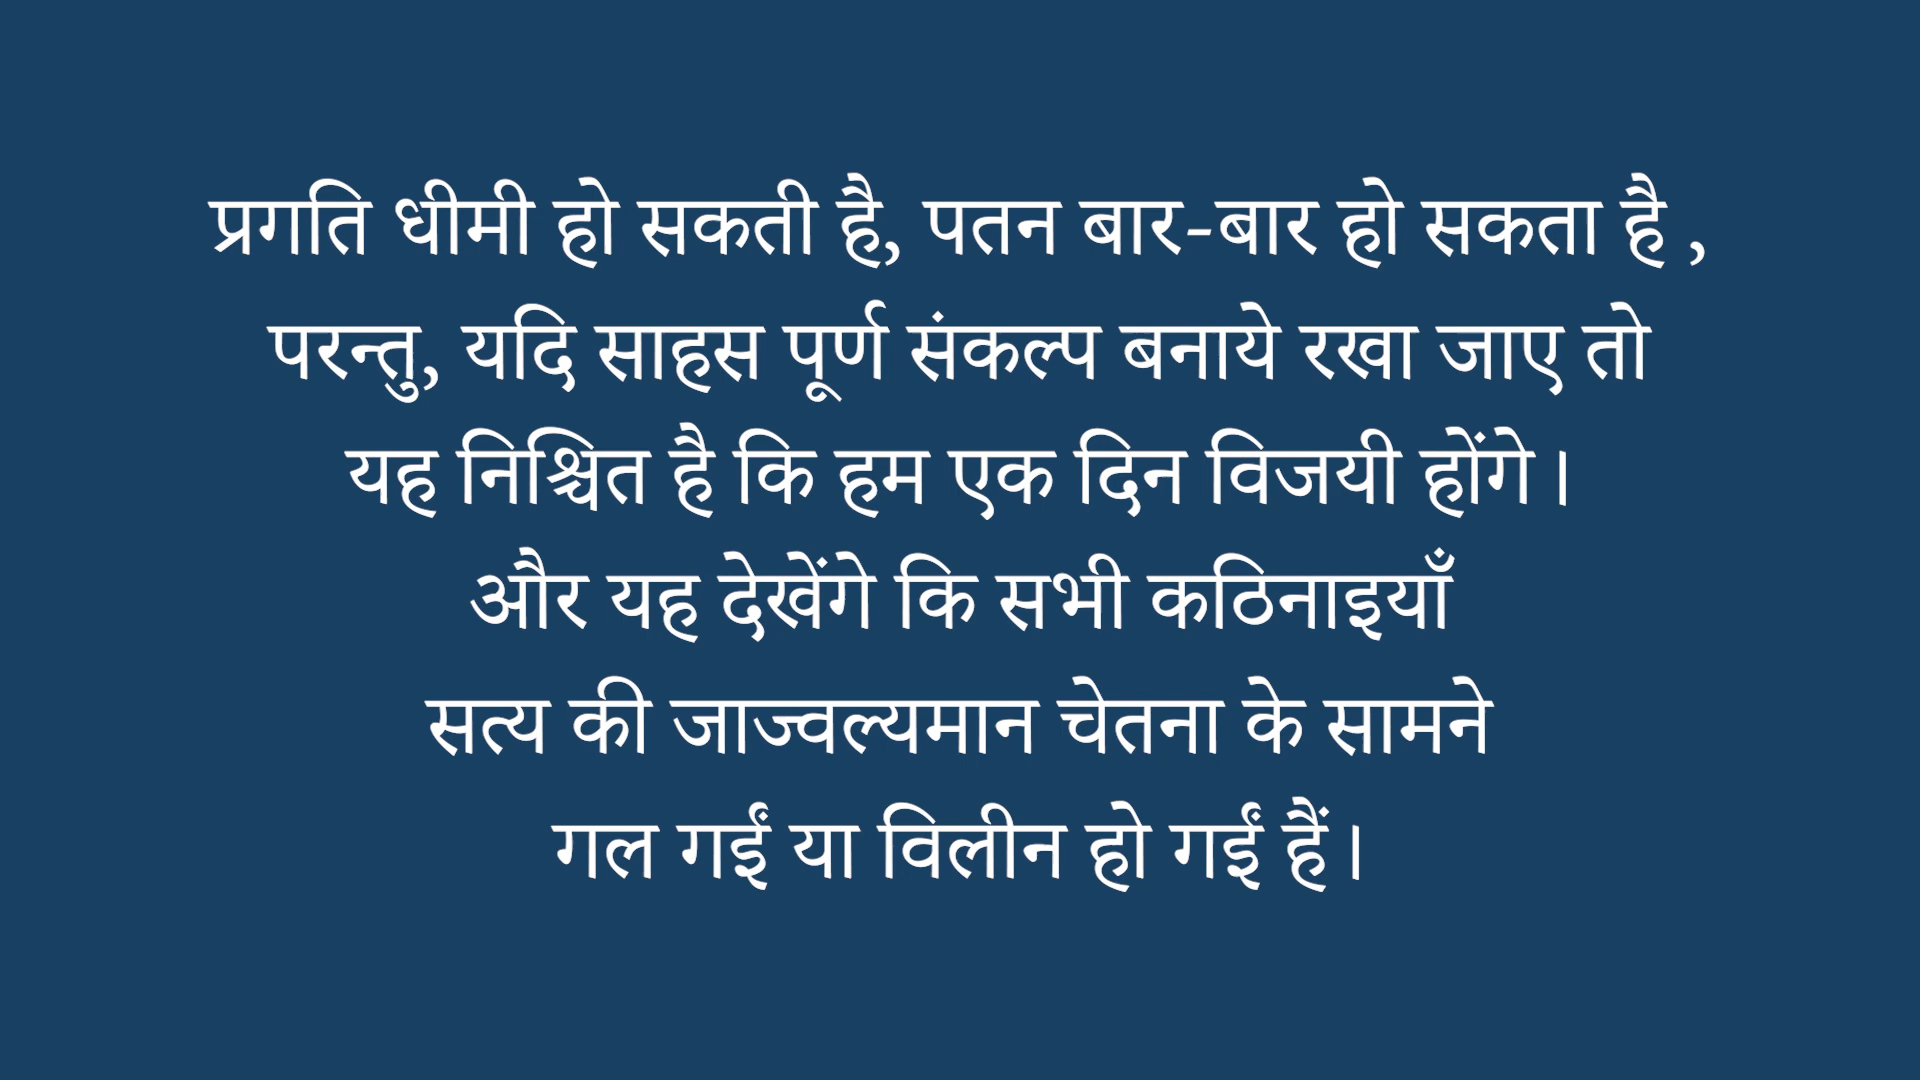 प्रगति धीमी हो सकती है, पतन बार-बार हो सकता है ,
परन्तु, यदि साहस पूर्ण संकल्प बनाये रखा जाए तो
यह निश्चित है कि हम एक दिन विजयी होंगे।
और यह देखेंगे कि सभी कठिनाइयाँ
सत्य की जाज्वल्यमान चेतना के सामने
गल गईं या विलीन हो गईं हैं।